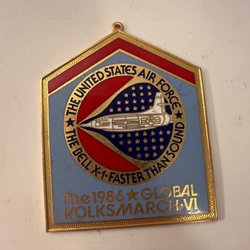 THE UNITED STATES AIR FORCE
★ THE BELL X-1 • FASTER THAN SOUND ★
The 1986 ★ GLOBAL
VOLKSMARCH • VI